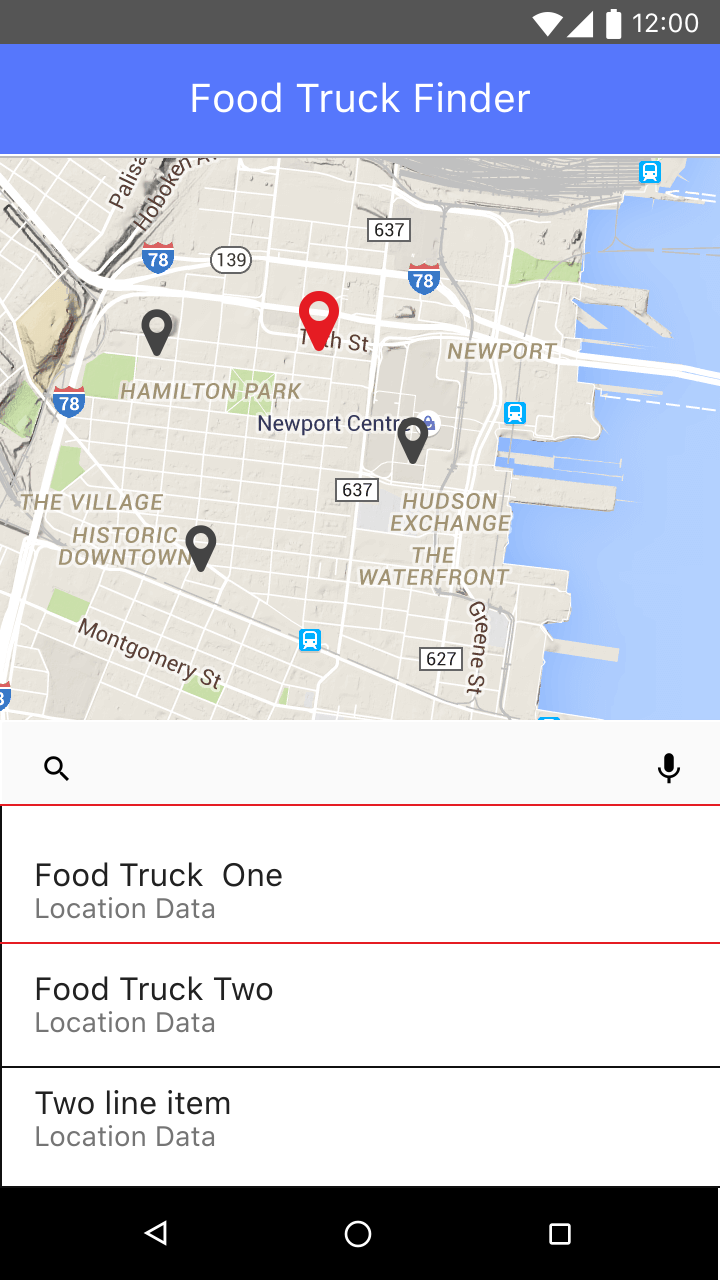 12:00
Food Truck Finder
Palisa
Hoboken A
637
78
139
78
th St
NEWPORT
78
HAMILTON PARK
Newport Centre
637
THE VILLAGE
HUDSON
EXCHANGE
HISTORIC
DOWNTOWN
THE
WATERFRONT
Montgomery St
Greene St
627
Food Truck  One
Location Data
Food Truck Two
Location Data
Two line item
Location Data